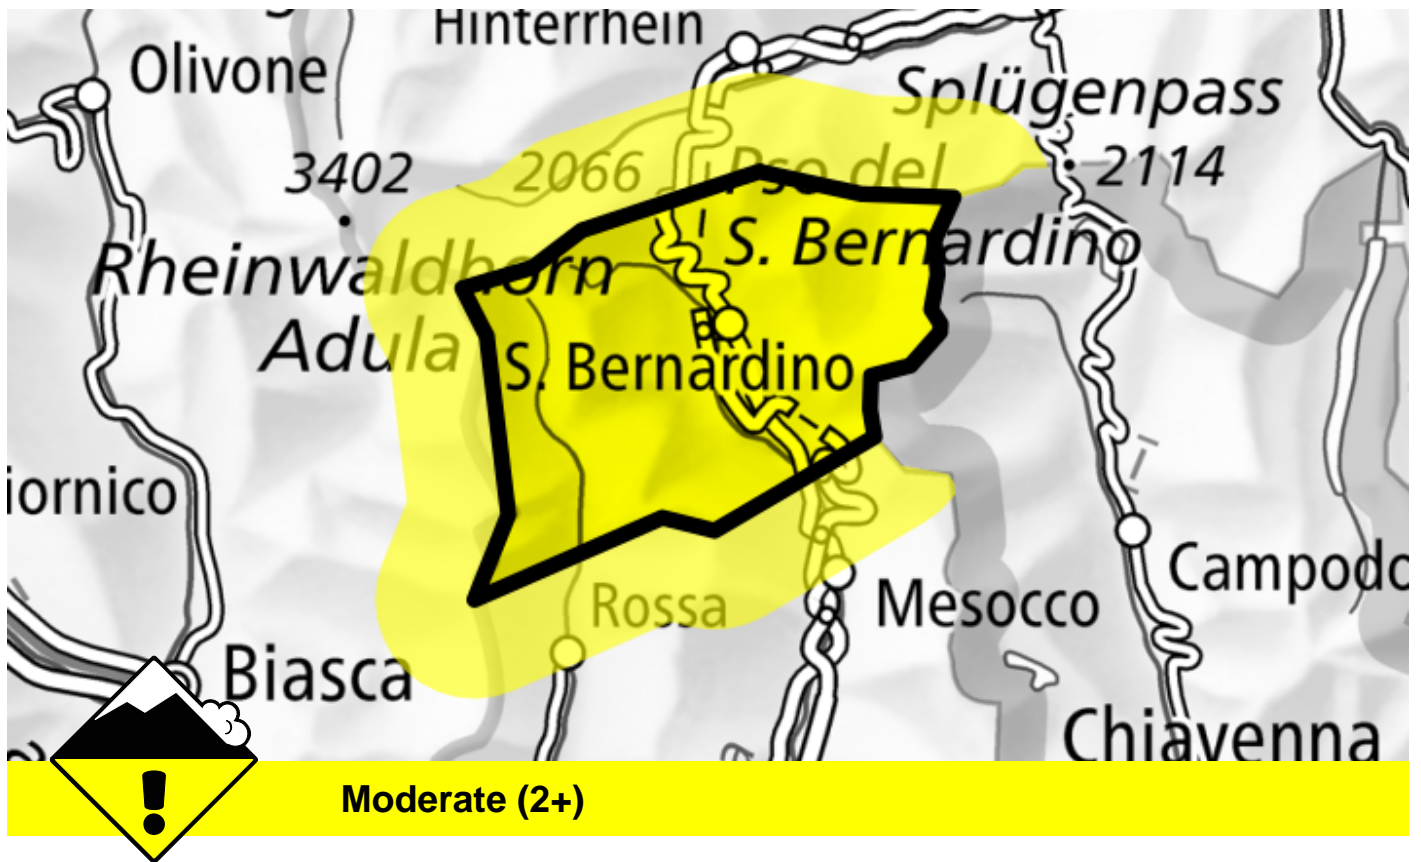 Hinterrhein
Olivone
Splügenpass
3402
2066
Pso del
2114
S. Bernardino
Rheinwaldhorn
Adula
S. Bernardino
iornico
Campodo
Rossa
Mesocco
Biasca
Chiavenna
Moderate (2+)